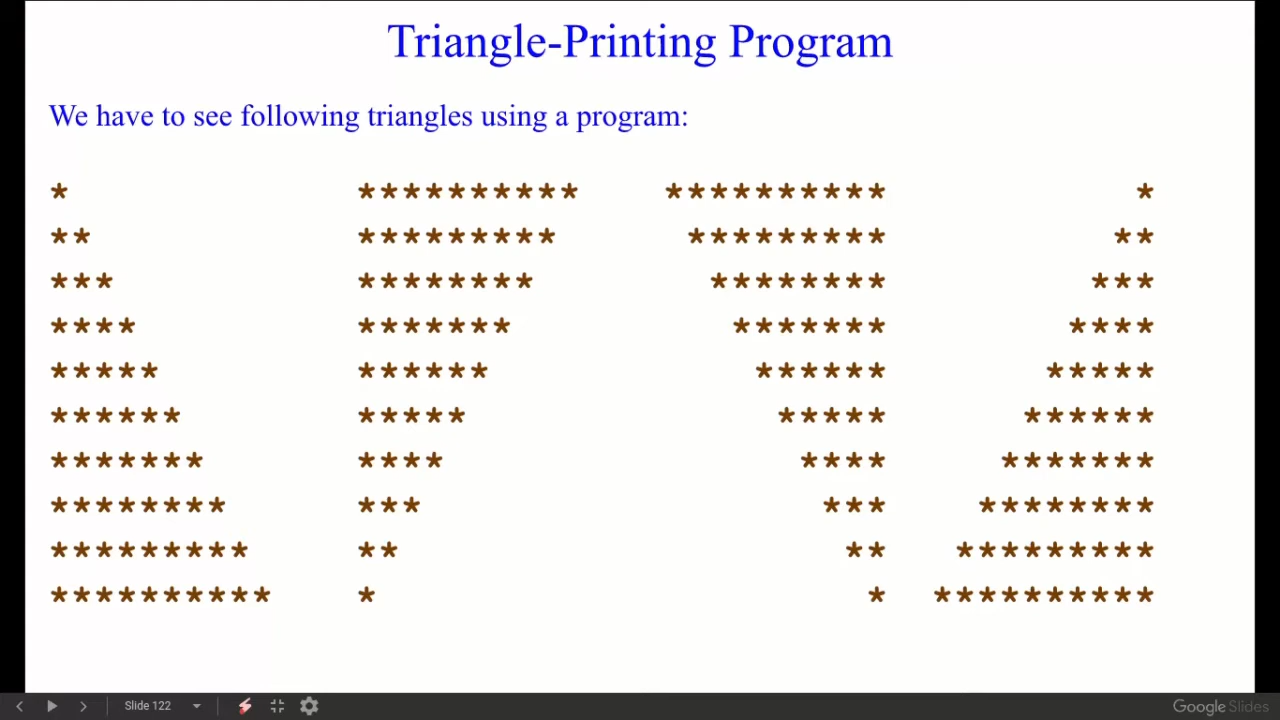 Triangle-Printing Program
We have to see following triangles using a program:
* ********** ********** *
** ********* ********* **
*** ******** ******** ***
**** ******* ******* ****
***** ****** ****** *****
****** ***** ***** ******
******* **** **** *******
******** *** *** ********
********* ** ** *********
********** * * **********
Slide 122
Google Slides